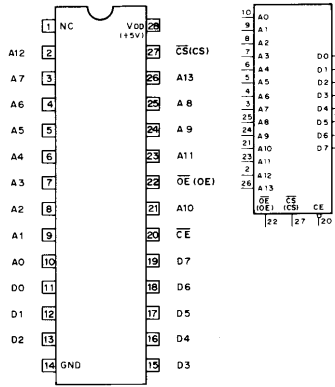 1 NC VDD 28
(+5V)
A12 2 27 CS(CS)
A7 3 26 A13
A6 4 25 A8
A5 5 24 A9
A4 6 23 A11
A3 7 22 OE(OE)
A2 8 21 A10
A1 9 20 CE
A0 10 19 D7
D0 11 18 D6
D1 12 17 D5
D2 13 16 D4
14 GND 15 D3
10 A0
9 A1
8 A2
7 A3 D0
6 A4 D1
5 A5 D2
4 A6 D3
3 A7 D4
25 A8 D5
24 A9 D6
21 A10 D7
23 A11
2 A12
26 A13
OE CS
(OE) (CS) CE
22 27 20